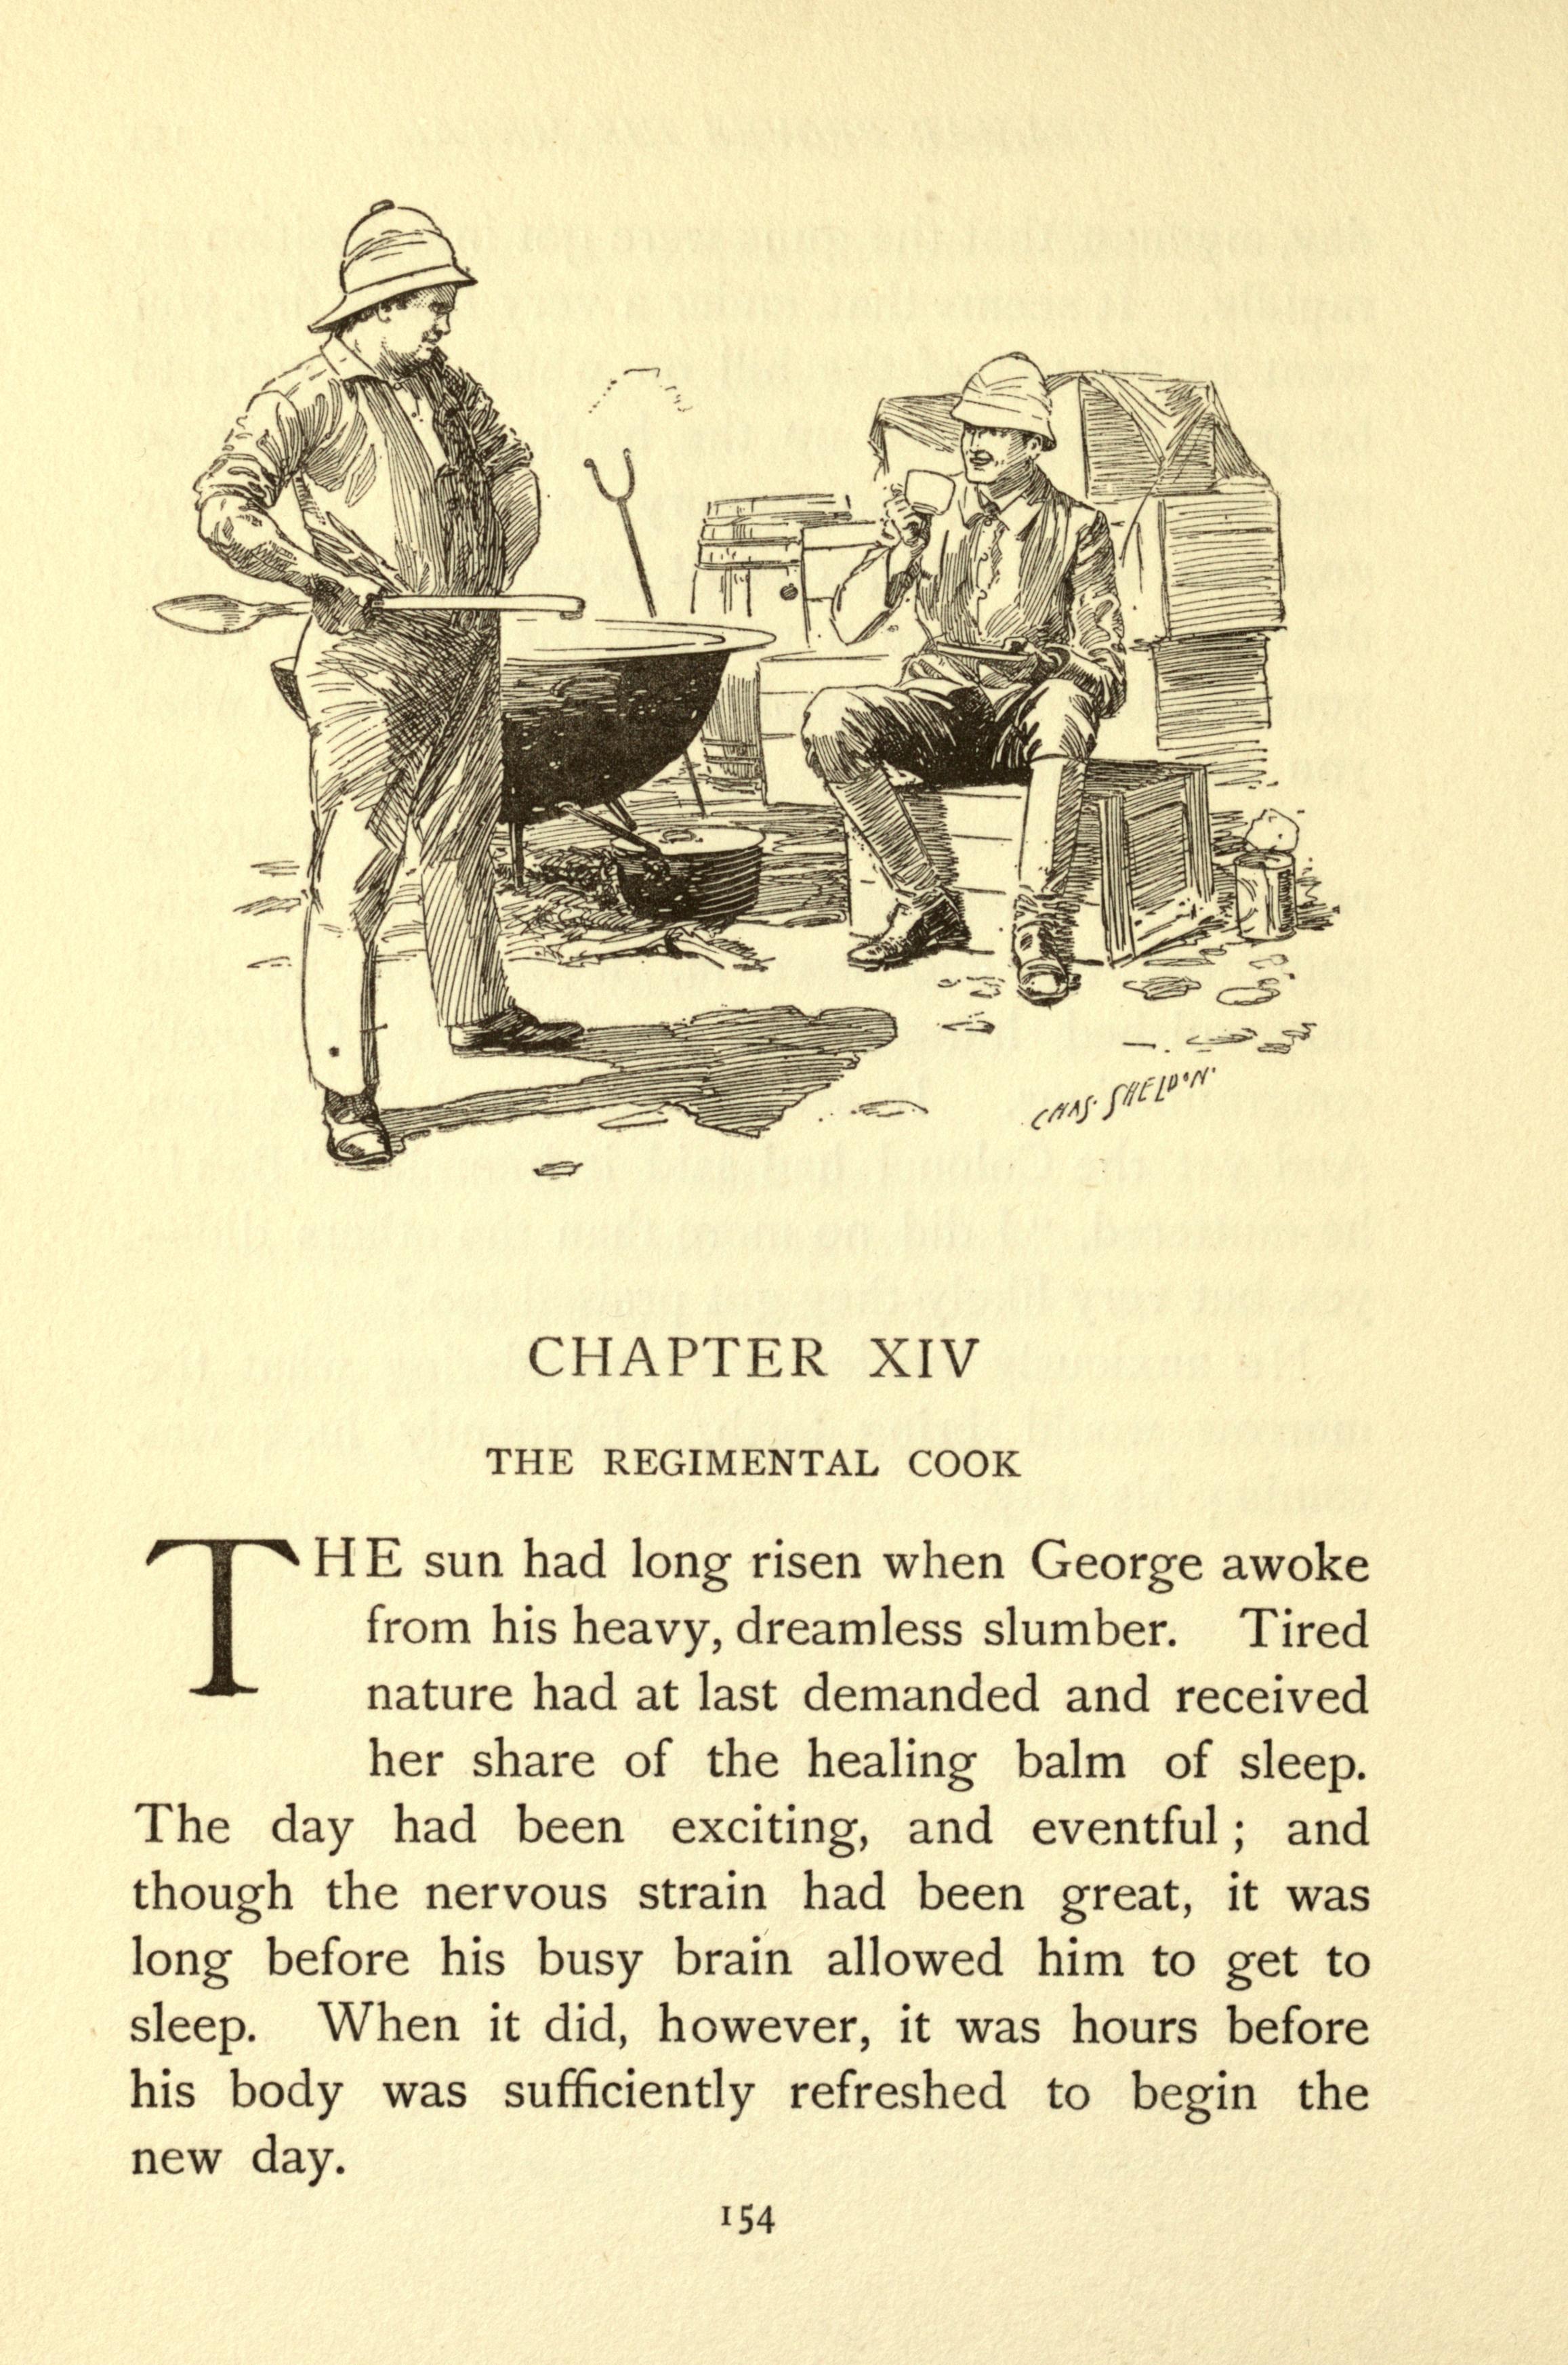 CHAS. SHELDON.
CHAPTER XIV
THE REGIMENTAL COOK
THE sun had long risen when George awoke
from his heavy, dreamless slumber. Tired
nature had at last demanded and received
her share of the healing balm of sleep.
The day had been exciting, and eventful; and
though the nervous strain had been great, it was
long before his busy brain allowed him to get to
sleep. When it did, however, it was hours before
his body was sufficiently refreshed to begin the
new day.
154